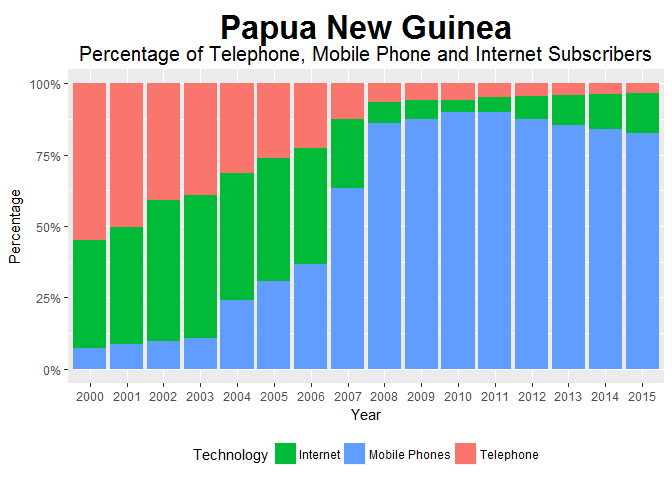 Papua New Guinea
Percentage of Telephone, Mobile Phone and Internet Subscribers
100%
75%
50%
25%
0%
Percentage
2000 2001 2002 2003 2004 2005 2006 2007 2008 2009 2010 2011 2012 2013 2014 2015
Year
Technology Internet Mobile Phones Telephone